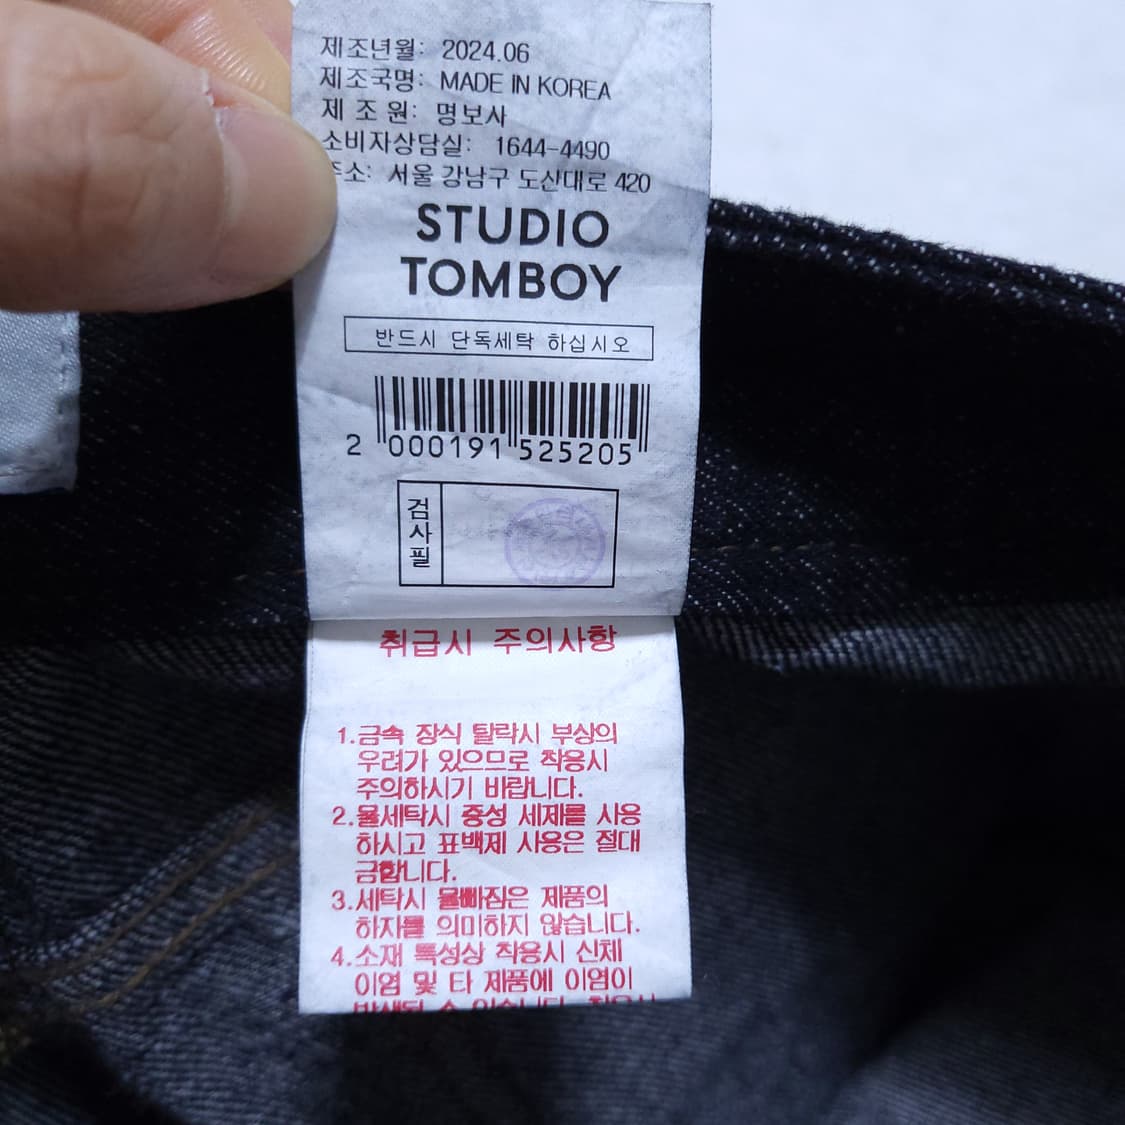 제조년월: 2024.06
제조국명: MADE IN KOREA
제 조 원: 명보사
소비자상담실: 1644-4490
주소: 서울 강남구 도산대로 420
STUDIO
TOMBOY
반드시 단독세탁 하십시오
2 000191 525205
검사필
취급시 주의사항
1.금속 장식 탈락시 부상의
우려가 있으므로 착용시
주의하시기 바랍니다.
2.물세탁시 중성 세제를 사용
하시고 표백제 사용은 절대
금합니다.
3.세탁시 물빠짐은 제품의
하자를 의미하지 않습니다.
4.소재 특성상 착용시 신체
이염 및 타 제품에 이염이